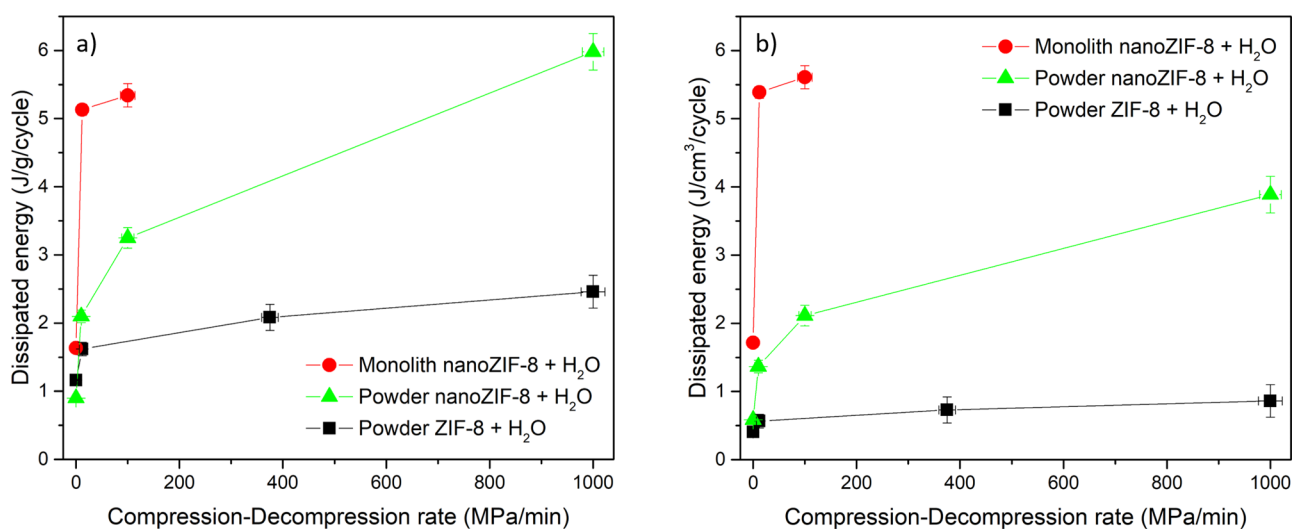 a)
6
5
4
3
2
1
0
Dissipated energy (J/g/cycle)
Monolith nanoZIF-8 + H₂O
Powder nanoZIF-8 + H₂O
Powder ZIF-8 + H₂O
0 200 400 600 800 1000
Compression-Decompression rate (MPa/min)
b)
6
5
4
3
2
1
0
Dissipated energy (J/cm³/cycle)
Monolith nanoZIF-8 + H₂O
Powder nanoZIF-8 + H₂O
Powder ZIF-8 + H₂O
0 200 400 600 800 1000
Compression-Decompression rate (MPa/min)